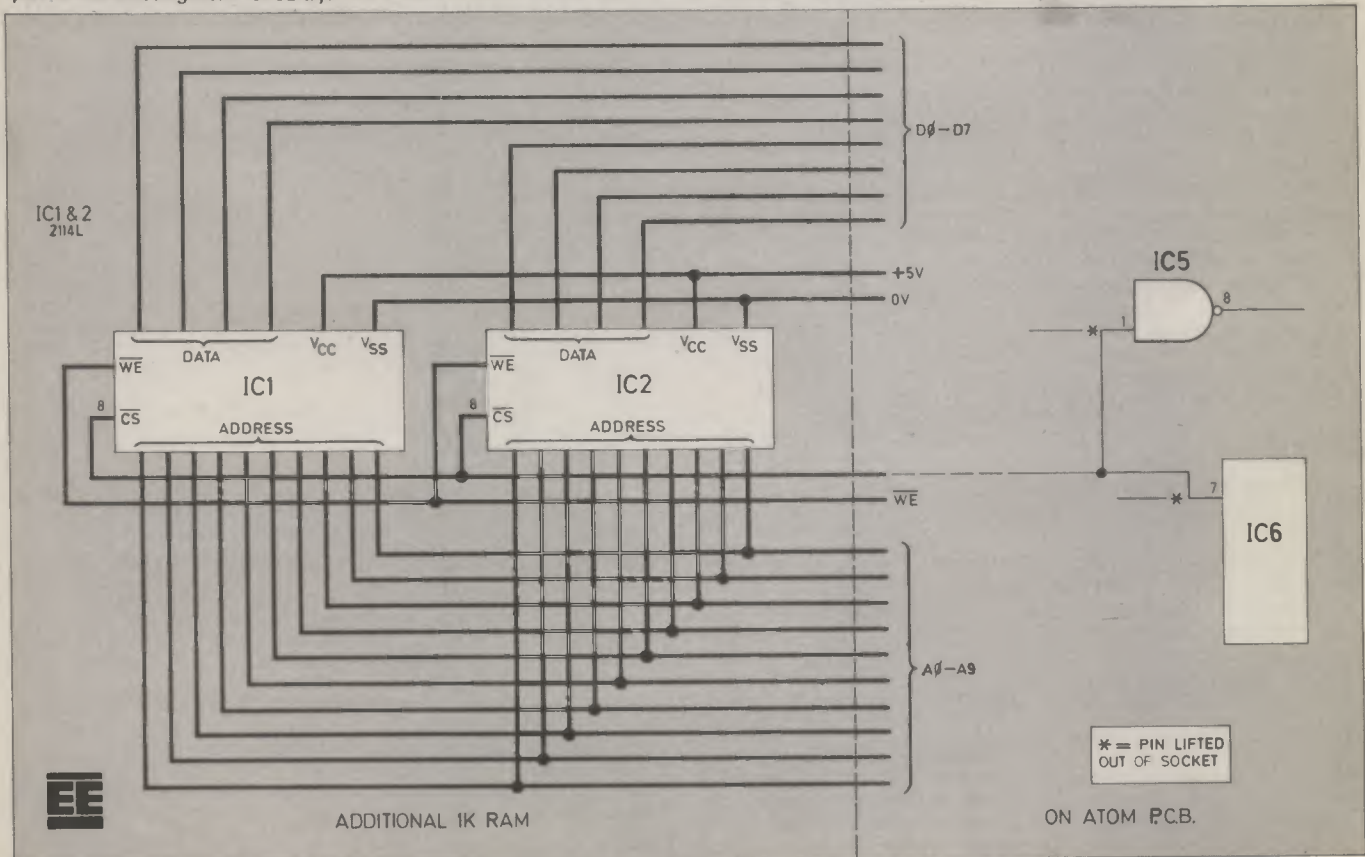 D0̸–D7
IC1 & 2
2114L
+5V
0V
IC5
8
* 1
WE̅
DATA
VCC
VSS
IC1
8 CS̅
ADDRESS
WE̅
DATA
VCC
VSS
IC2
8 CS̅
ADDRESS
WE̅
* 7
IC6
A0̸–A9
* = PIN LIFTED
OUT OF SOCKET
EE
ADDITIONAL 1K RAM
ON ATOM P.C.B.